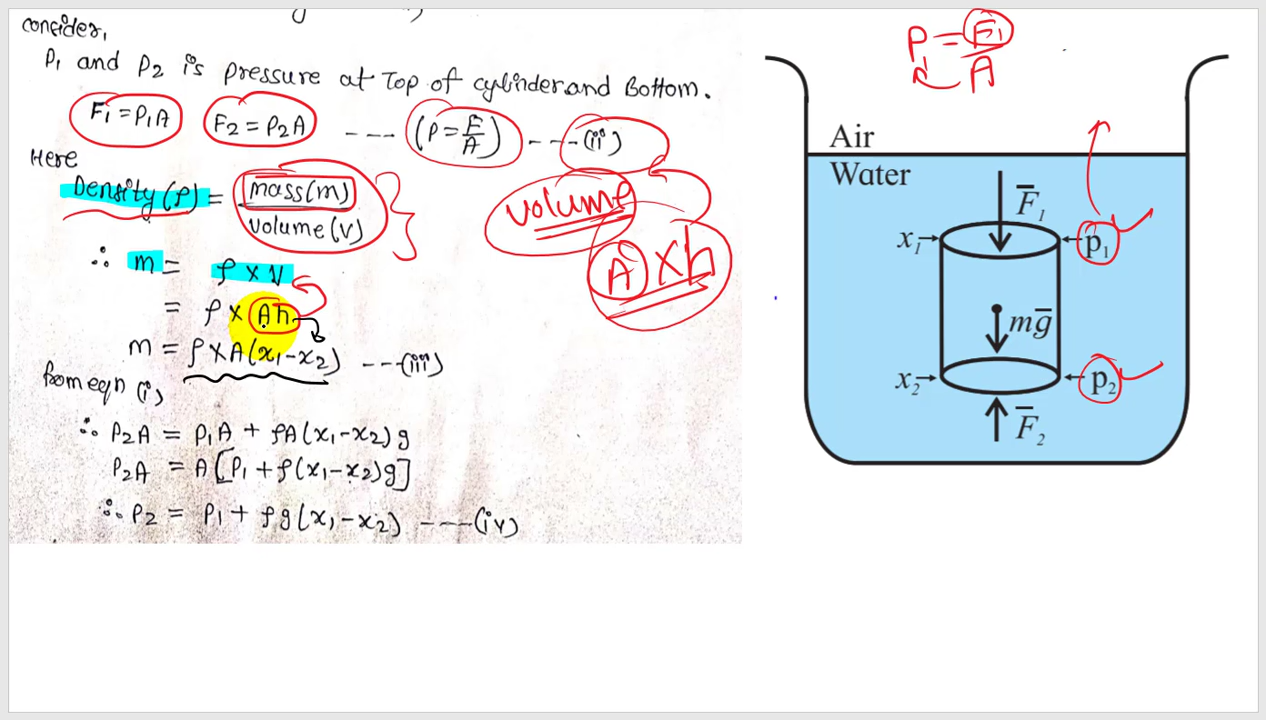 consider,
P₁ and P₂ is pressure at Top of cylinder and Bottom.
F₁ = P₁A F₂ = P₂A --- (P = F/A) --- (ii)
Here
Density (ρ) = mass(m) / volume (v)
∴ m = ρ × V
= ρ × Ah
m = ρ × A(x₁-x₂) --- (iii)
from eqn (i),
∴ P₂A = P₁A + ρA(x₁-x₂)g
P₂A = A[P₁ + ρ(x₁-x₂)g]
∴ P₂ = P₁ + ρg(x₁-x₂) ---- (iv)
volume
A × h
P = F₁/A
Air
Water
F̅₁
x₁
p₁
mg̅
x₂
p₂
F̅₂